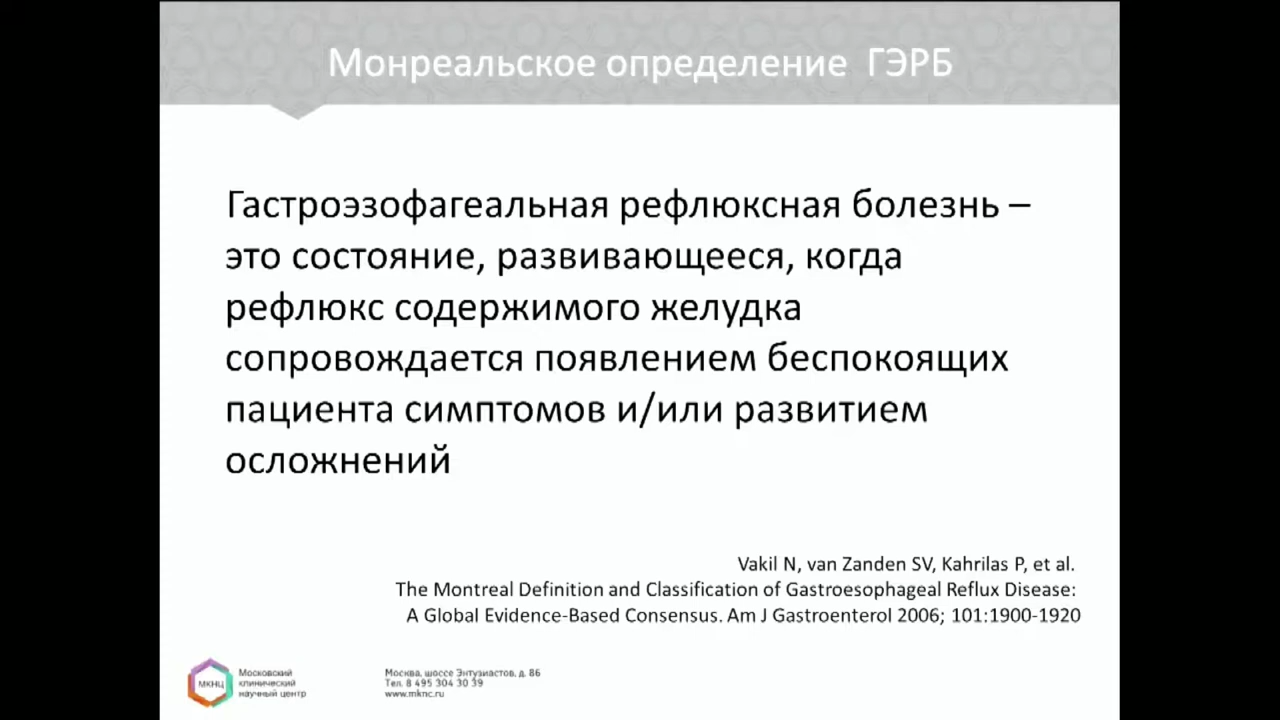 Монреальское определение ГЭРБ
Гастроэзофагеальная рефлюксная болезнь –
это состояние, развивающееся, когда
рефлюкс содержимого желудка
сопровождается появлением беспокоящих
пациента симптомов и/или развитием
осложнений
Vakil N, van Zanden SV, Kahrilas P, et al.
The Montreal Definition and Classification of Gastroesophageal Reflux Disease:
A Global Evidence-Based Consensus. Am J Gastroenterol 2006; 101:1900-1920
МКНЦ
Московский
клинический
научный центр
Москва, шоссе Энтузиастов, д. 86
Тел. 8 495 304 30 39
www.mknc.ru